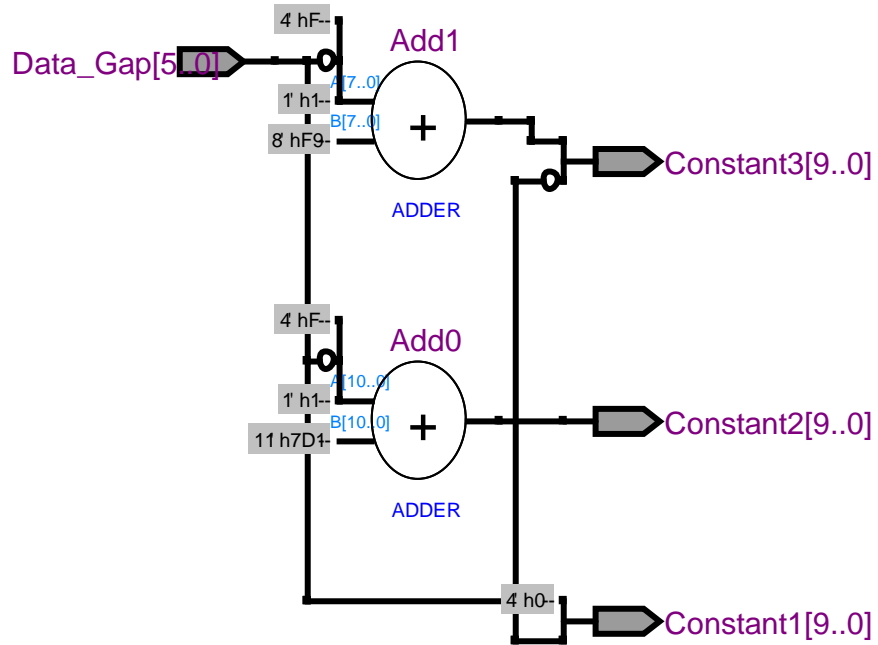 4' hF--
Add1
Data_Gap[5..0]
A[7..0]
1' h1--
B[7..0]
8' hF9--
+
Constant3[9..0]
ADDER
4' hF--
Add0
A[10..0]
1' h1--
B[10..0]
11' h7D1--
+
Constant2[9..0]
ADDER
4' h0--
Constant1[9..0]